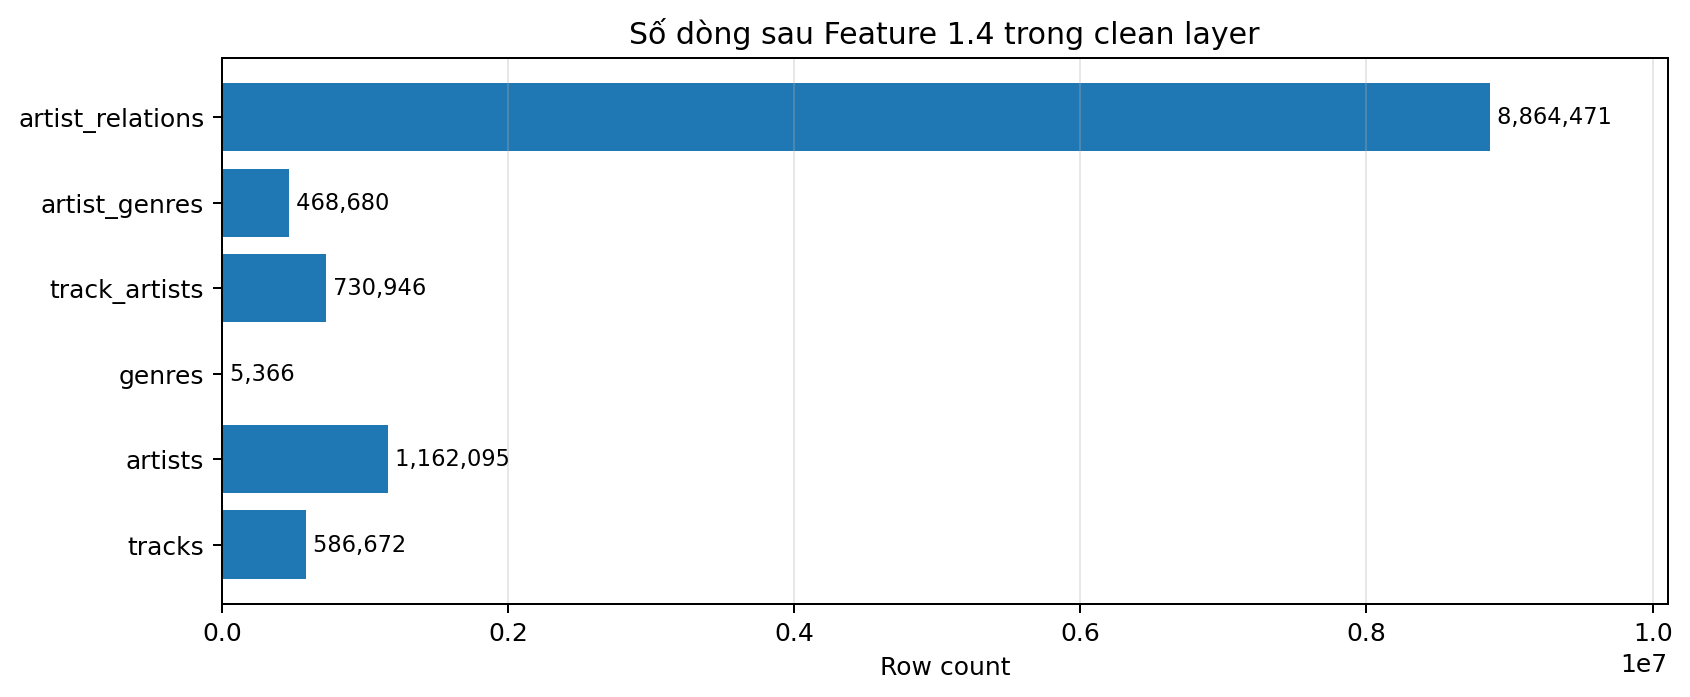 Số dòng sau Feature 1.4 trong clean layer
artist_relations 8,864,471
artist_genres 468,680
track_artists 730,946
genres 5,366
artists 1,162,095
tracks 586,672
0.0 0.2 0.4 0.6 0.8 1.0
1e7
Row count